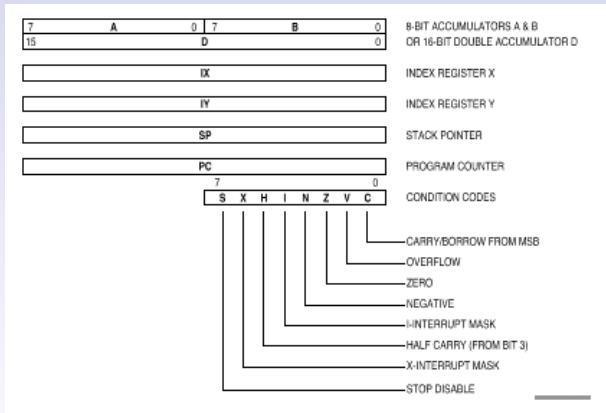 7 A 0 7 B 0 8-BIT ACCUMULATORS A & B
15 D 0 OR 16-BIT DOUBLE ACCUMULATOR D
IX INDEX REGISTER X
IY INDEX REGISTER Y
SP STACK POINTER
PC PROGRAM COUNTER
7 0
S X H I N Z V C CONDITION CODES
CARRY/BORROW FROM MSB
OVERFLOW
ZERO
NEGATIVE
I-INTERRUPT MASK
HALF CARRY (FROM BIT 3)
X-INTERRUPT MASK
STOP DISABLE